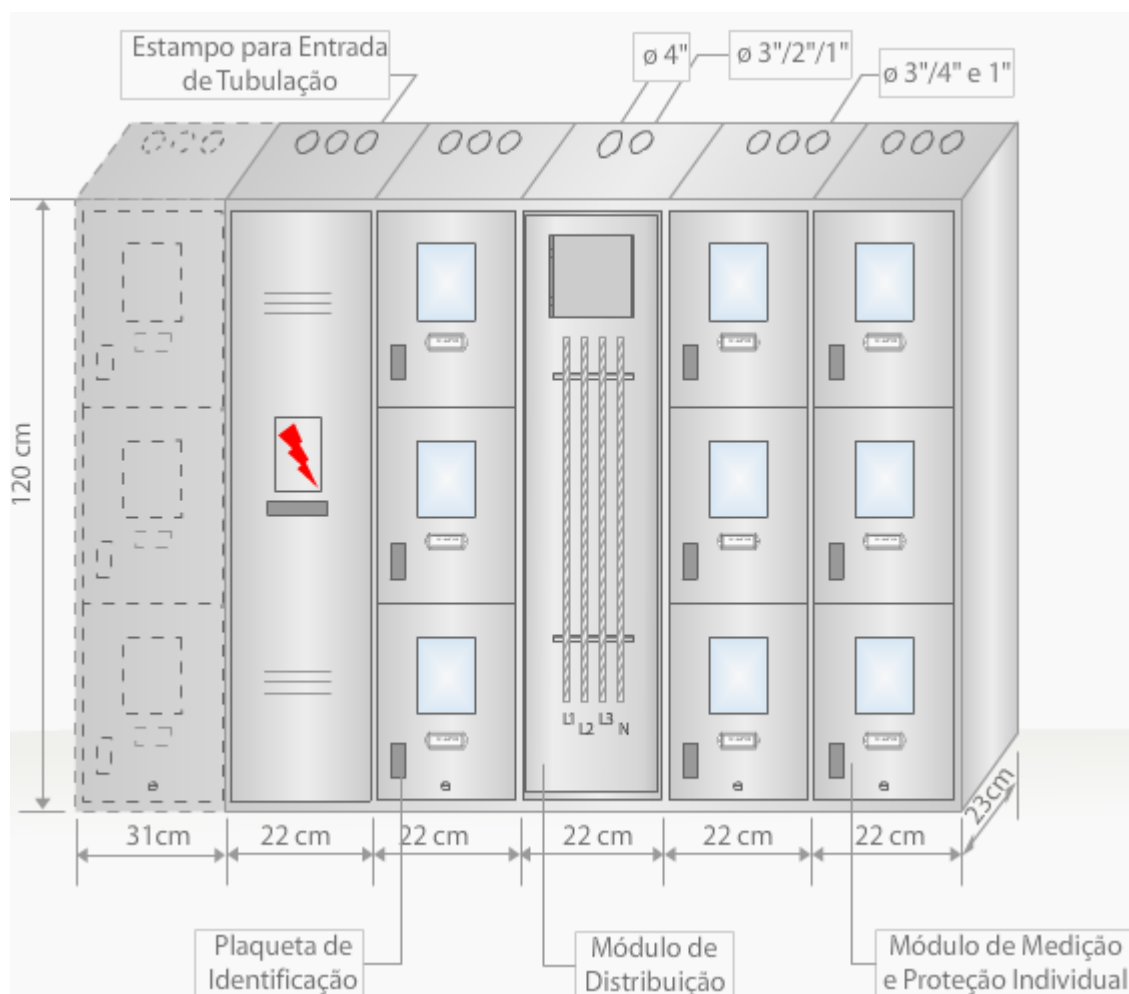 Estampo para Entrada
de Tubulação
ø 4"
ø 3"/2"/1"
ø 3"/4" e 1"
120 cm
L1
L2
L3
N
31cm
22 cm
22 cm
22 cm
22 cm
22 cm
23cm
Plaqueta de
Identificação
Módulo de
Distribuição
Módulo de Medição
e Proteção Individual